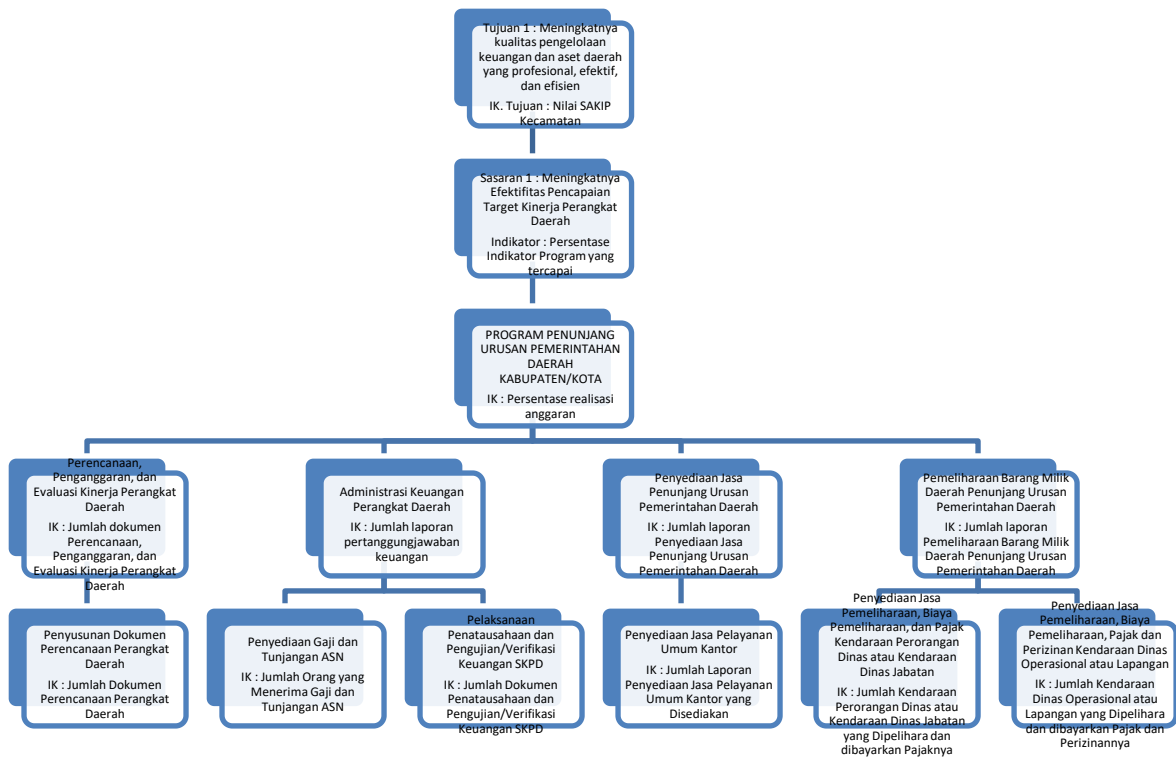 Tujuan 1 : Meningkatnya
kualitas pengelolaan
keuangan dan aset daerah
yang profesional, efektif,
dan efisien
IK. Tujuan : Nilai SAKIP
Kecamatan
Sasaran 1 : Meningkatnya
Efektifitas Pencapaian
Target Kinerja Perangkat
Daerah
Indikator : Persentase
Indikator Program yang
tercapai
PROGRAM PENUNJANG
URUSAN PEMERINTAHAN
DAERAH
KABUPATEN/KOTA
IK : Persentase realisasi
anggaran
Perencanaan,
Penganggaran, dan
Evaluasi Kinerja Perangkat
Daerah
IK : Jumlah dokumen
Perencanaan,
Penganggaran, dan
Evaluasi Kinerja Perangkat
Daerah
Administrasi Keuangan
Perangkat Daerah
IK : Jumlah laporan
pertanggungjawaban
keuangan
Penyediaan Jasa
Penunjang Urusan
Pemerintahan Daerah
IK : Jumlah laporan
Penyediaan Jasa
Penunjang Urusan
Pemerintahan Daerah
Pemeliharaan Barang Milik
Daerah Penunjang Urusan
Pemerintahan Daerah
IK : Jumlah laporan
Pemeliharaan Barang Milik
Daerah Penunjang Urusan
Pemerintahan Daerah
Penyusunan Dokumen
Perencanaan Perangkat
Daerah
IK : Jumlah Dokumen
Perencanaan Perangkat
Daerah
Penyediaan Gaji dan
Tunjangan ASN
IK : Jumlah Orang yang
Menerima Gaji dan
Tunjangan ASN
Pelaksanaan
Penatausahaan dan
Pengujian/Verifikasi
Keuangan SKPD
IK : Jumlah Dokumen
Penatausahaan dan
Pengujian/Verifikasi
Keuangan SKPD
Penyediaan Jasa Pelayanan
Umum Kantor
IK : Jumlah Laporan
Penyediaan Jasa Pelayanan
Umum Kantor yang
Disediakan
Penyediaan Jasa
Pemeliharaan, Biaya
Pemeliharaan, dan Pajak
Kendaraan Perorangan
Dinas atau Kendaraan
Dinas Jabatan
IK : Jumlah Kendaraan
Perorangan Dinas atau
Kendaraan Dinas Jabatan
yang Dipelihara dan
dibayarkan Pajaknya
Penyediaan Jasa
Pemeliharaan, Biaya
Pemeliharaan, Pajak dan
Perizinan Kendaraan Dinas
Operasional atau Lapangan
IK : Jumlah Kendaraan
Dinas Operasional atau
Lapangan yang Dipelihara
dan dibayarkan Pajak dan
Perizinannya